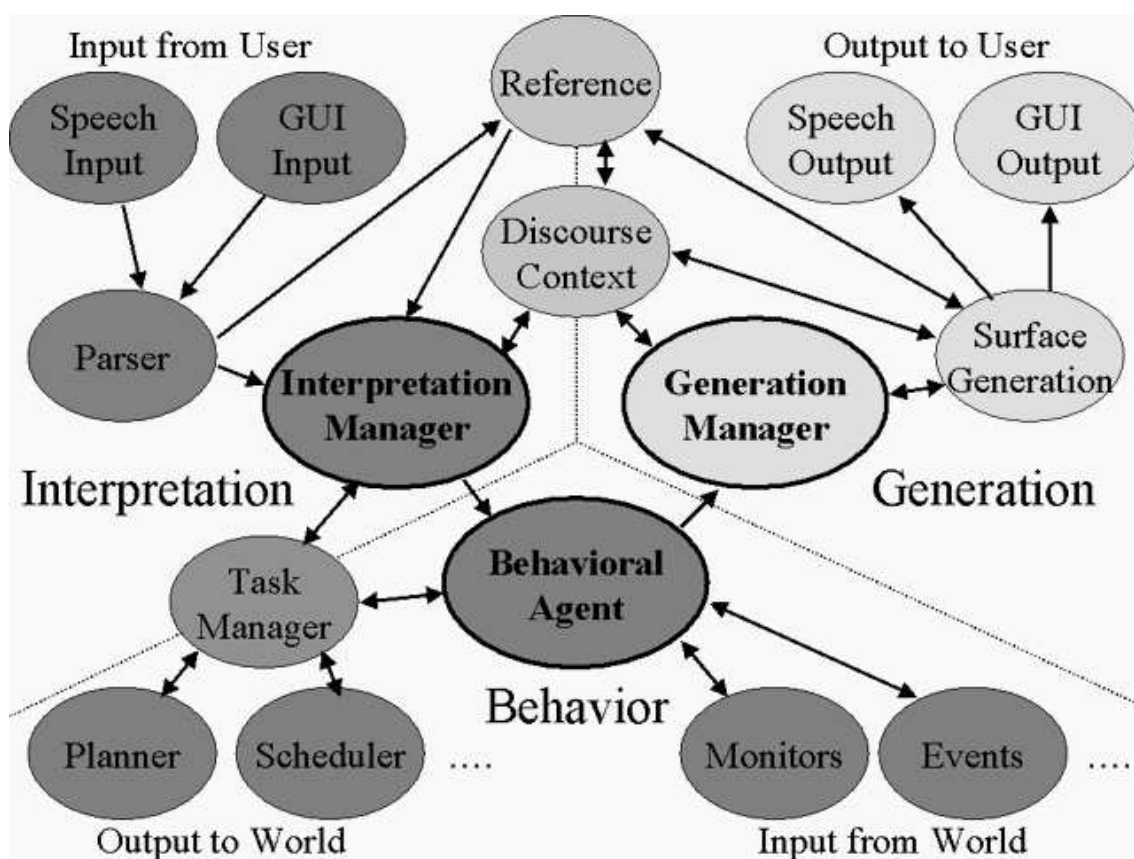 Input from User
Output to User
Reference
Speech
Input
GUI
Input
Speech
Output
GUI
Output
Discourse
Context
Parser
Surface
Generation
Interpretation
Manager
Generation
Manager
Interpretation
Generation
Behavioral
Agent
Task
Manager
Behavior
Planner
Scheduler
....
Monitors
Events
....
Output to World
Input from World